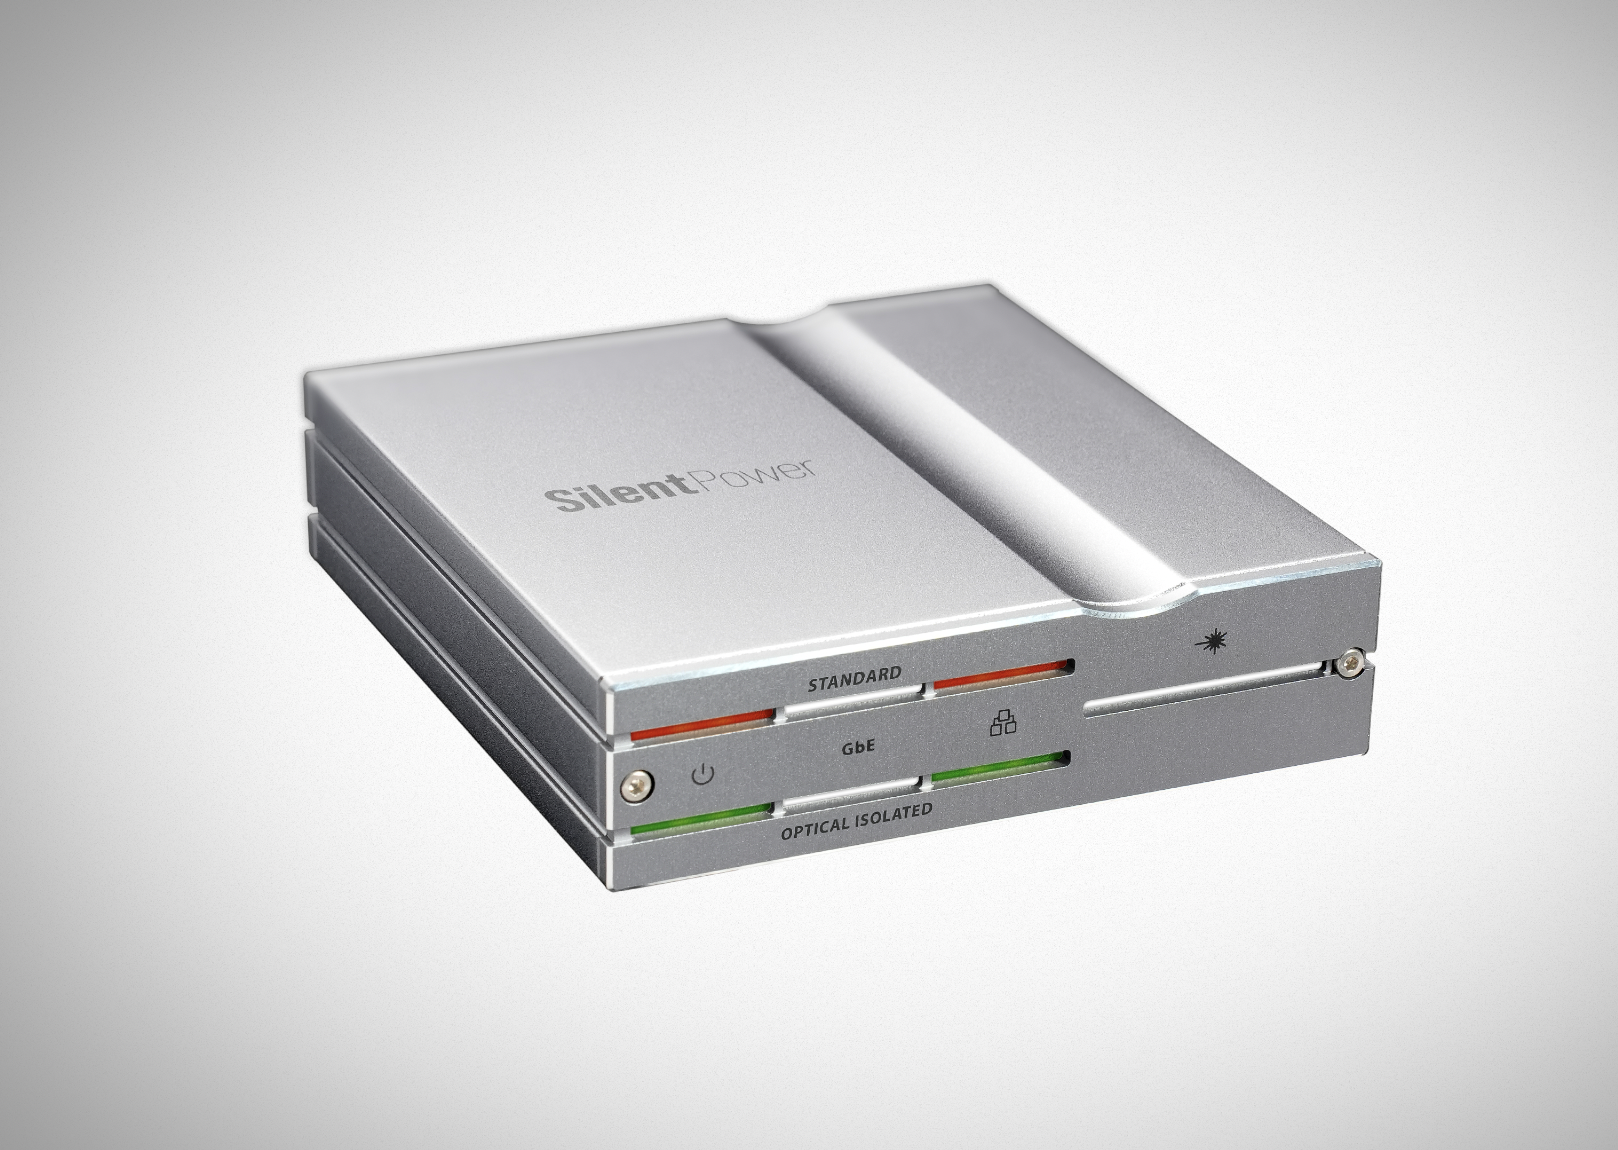 SilentPower
STANDARD
GbE
OPTICAL ISOLATED